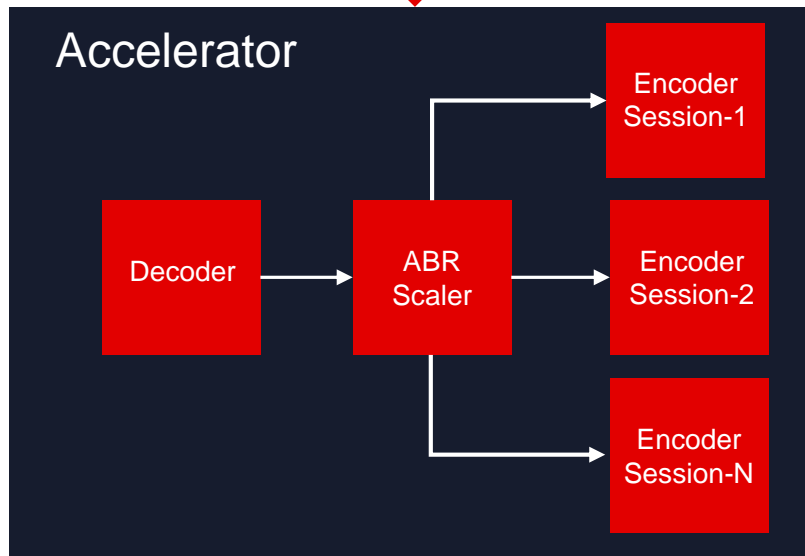 Accelerator
Encoder
Session-1
Decoder
ABR
Scaler
Encoder
Session-2
Encoder
Session-N